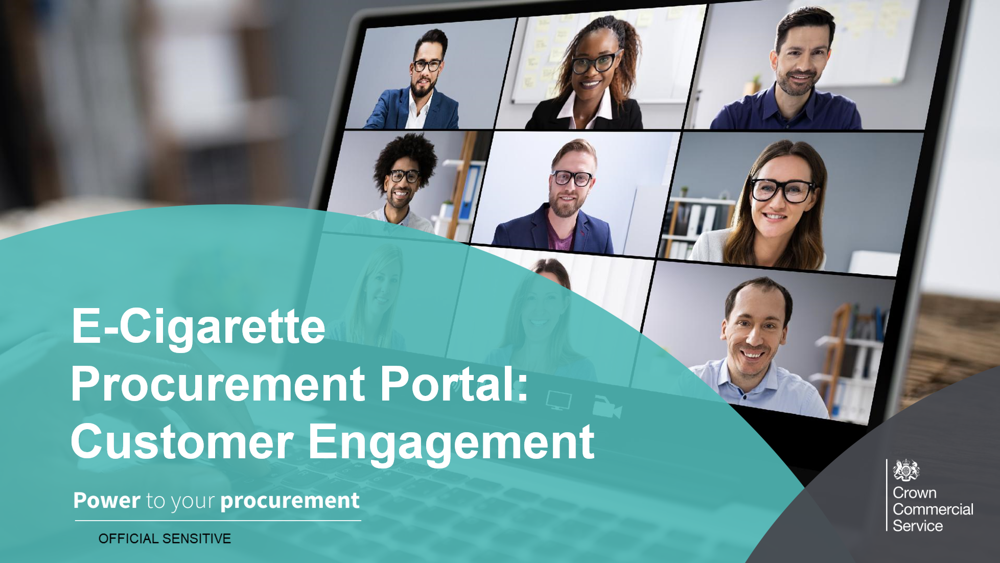 E-Cigarette
Procurement Portal:
Customer Engagement
Power to your procurement
OFFICIAL SENSITIVE
Crown
Commercial
Service